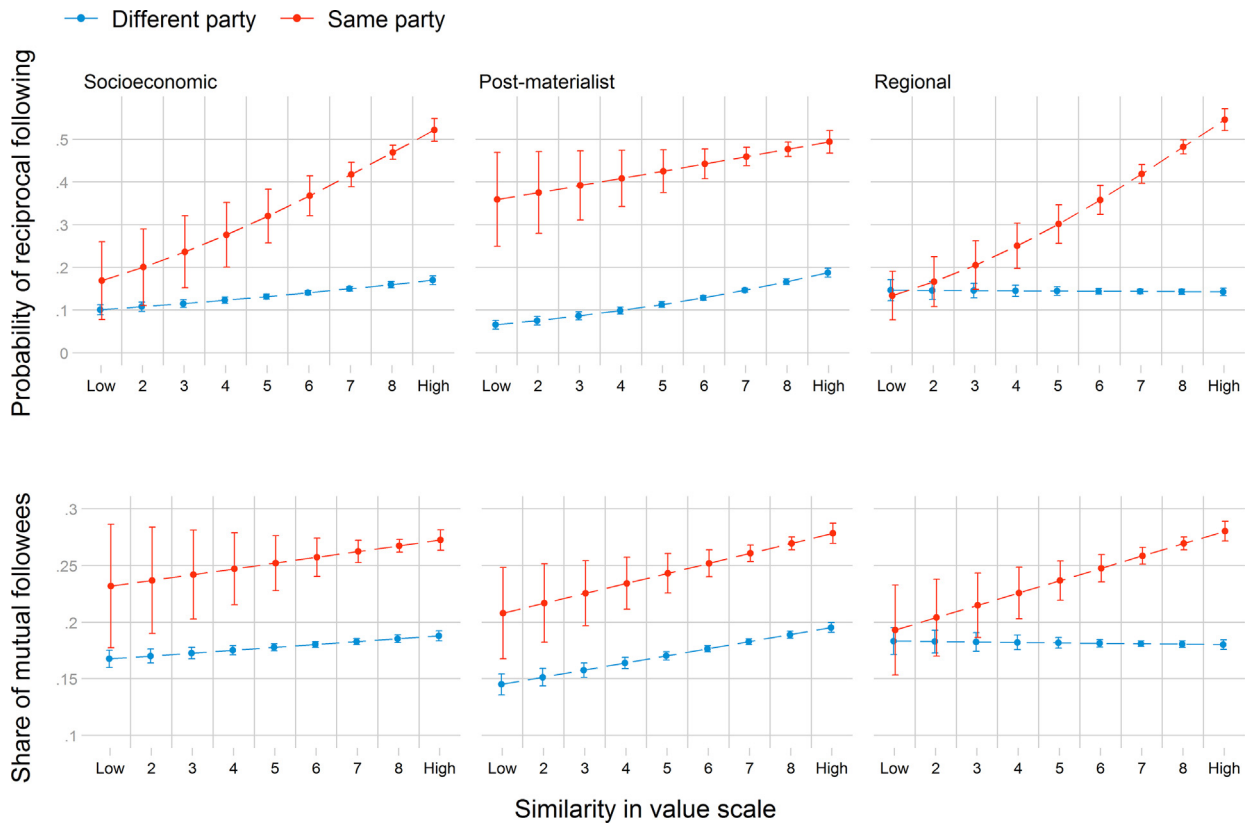 Different party Same party
Probability of reciprocal following
Socioeconomic Post-materialist Regional
.5
.4
.3
.2
.1
0
Low 2 3 4 5 6 7 8 High Low 2 3 4 5 6 7 8 High Low 2 3 4 5 6 7 8 High
Share of mutual followees
.3
.25
.2
.15
.1
Low 2 3 4 5 6 7 8 High Low 2 3 4 5 6 7 8 High Low 2 3 4 5 6 7 8 High
Similarity in value scale